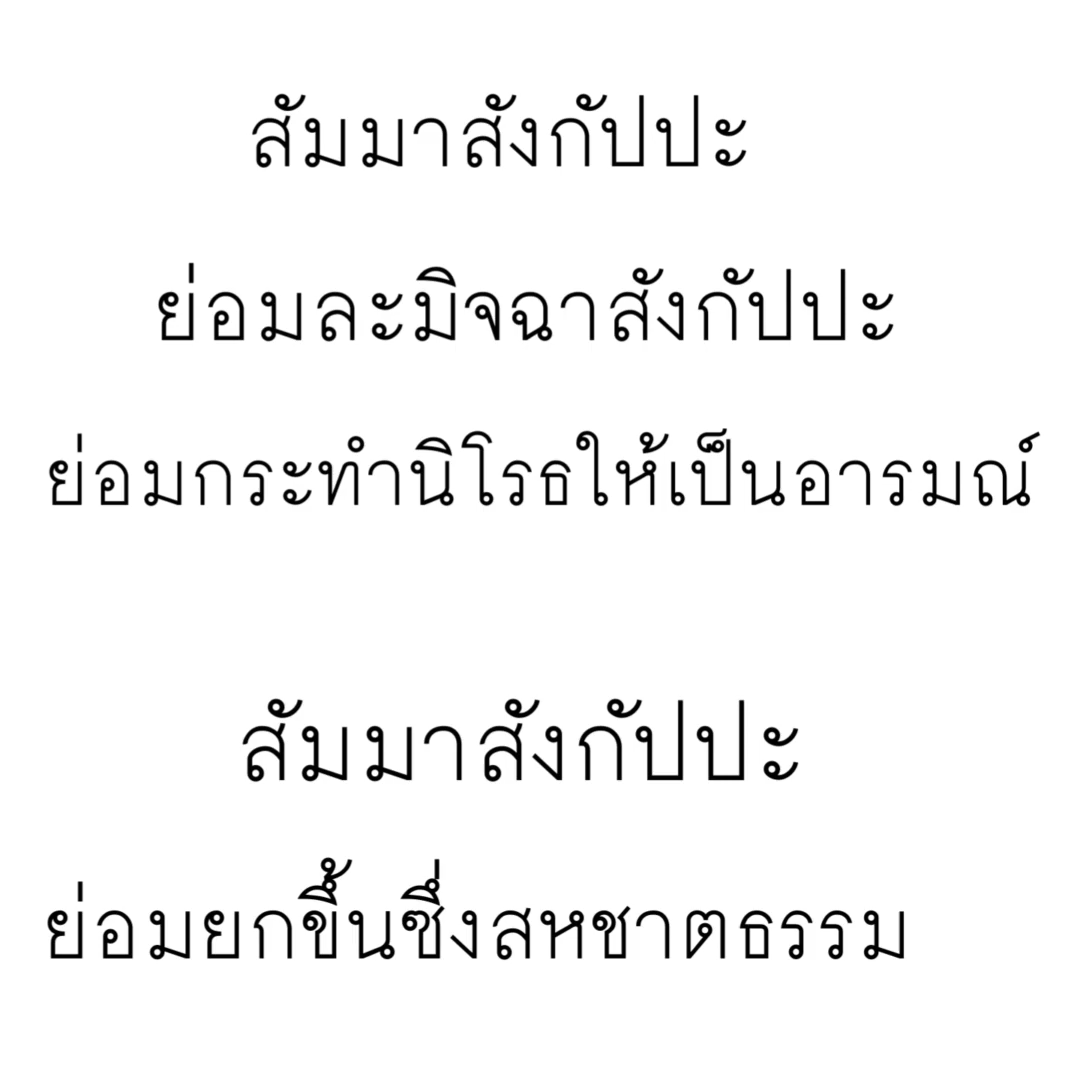 สัมมาสังกัปปะ
ย่อมละมิจฉาสังกัปปะ
ย่อมกระทำนิโรธให้เป็นอารมณ์
สัมมาสังกัปปะ
ย่อมยกขึ้นซึ่งสหชาตธรรม